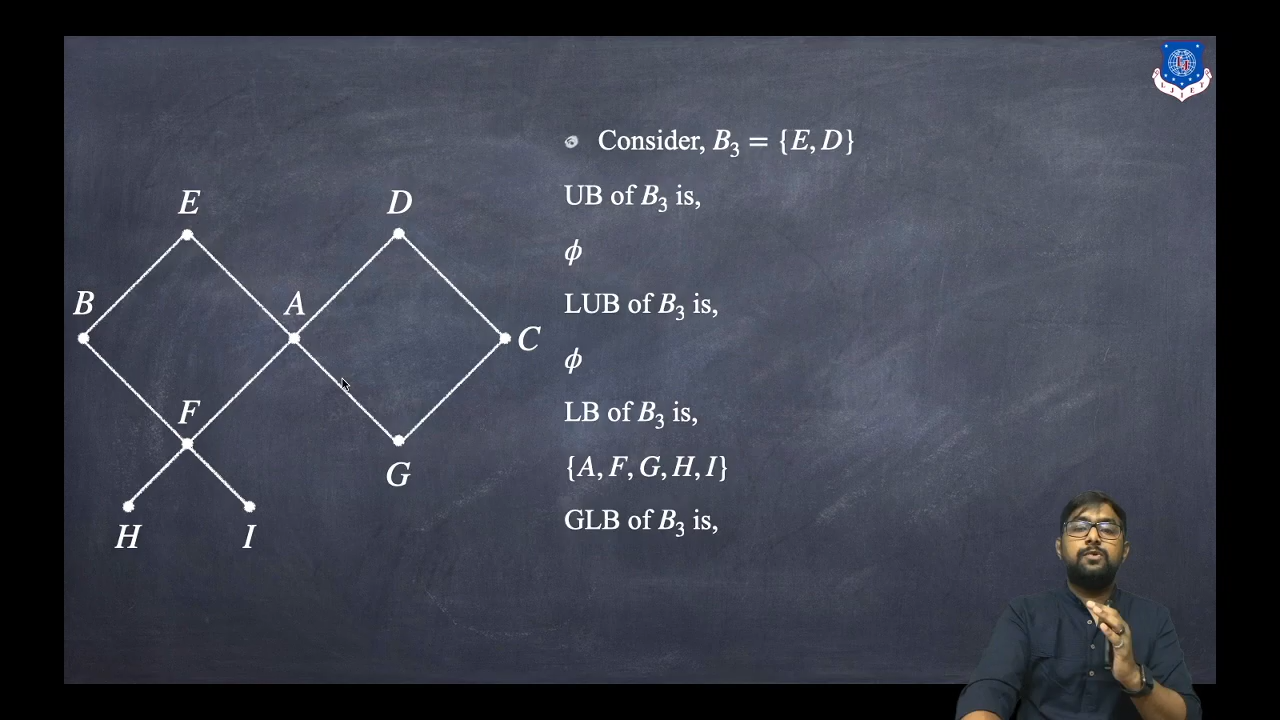 Consider, B₃ = {E, D}
UB of B₃ is,
ϕ
LUB of B₃ is,
ϕ
LB of B₃ is,
{A, F, G, H, I}
GLB of B₃ is,
E
D
B
A
C
F
G
H
I